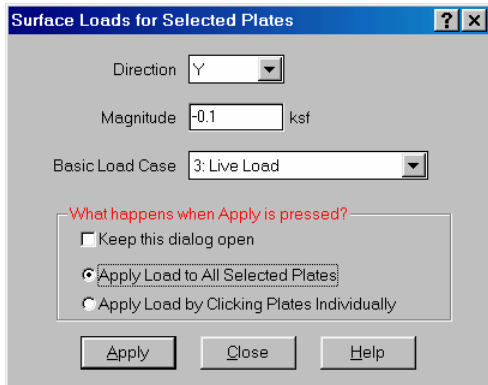 Surface Loads for Selected Plates
Direction Y
Magnitude -0.1 ksf
Basic Load Case 3: Live Load
What happens when Apply is pressed?
Keep this dialog open
Apply Load to All Selected Plates
Apply Load by Clicking Plates Individually
Apply Close Help